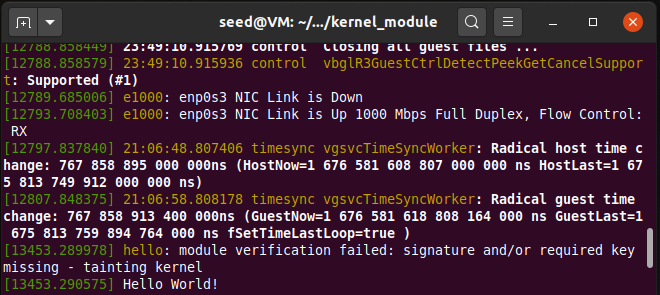 seed@VM: ~/.../kernel_module
[12788.858449] 23:49:10.915769 control  Closing all guest files ...
[12788.858579] 23:49:10.915936 control  vbglR3GuestCtrlDetectPeekGetCancelSuppor
t: Supported (#1)
[12789.685006] e1000: enp0s3 NIC Link is Down
[12793.708403] e1000: enp0s3 NIC Link is Up 1000 Mbps Full Duplex, Flow Control:
 RX
[12797.837840] 21:06:48.807406 timesync vgsvcTimeSyncWorker: Radical host time c
hange: 767 858 895 000 000ns (HostNow=1 676 581 608 807 000 000 ns HostLast=1 67
5 813 749 912 000 000 ns)
[12807.848375] 21:06:58.808178 timesync vgsvcTimeSyncWorker: Radical guest time
change: 767 858 913 400 000ns (GuestNow=1 676 581 618 808 164 000 ns GuestLast=1
 675 813 759 894 764 000 ns fSetTimeLastLoop=true )
[13453.289978] hello: module verification failed: signature and/or required key
missing - tainting kernel
[13453.290575] Hello World!